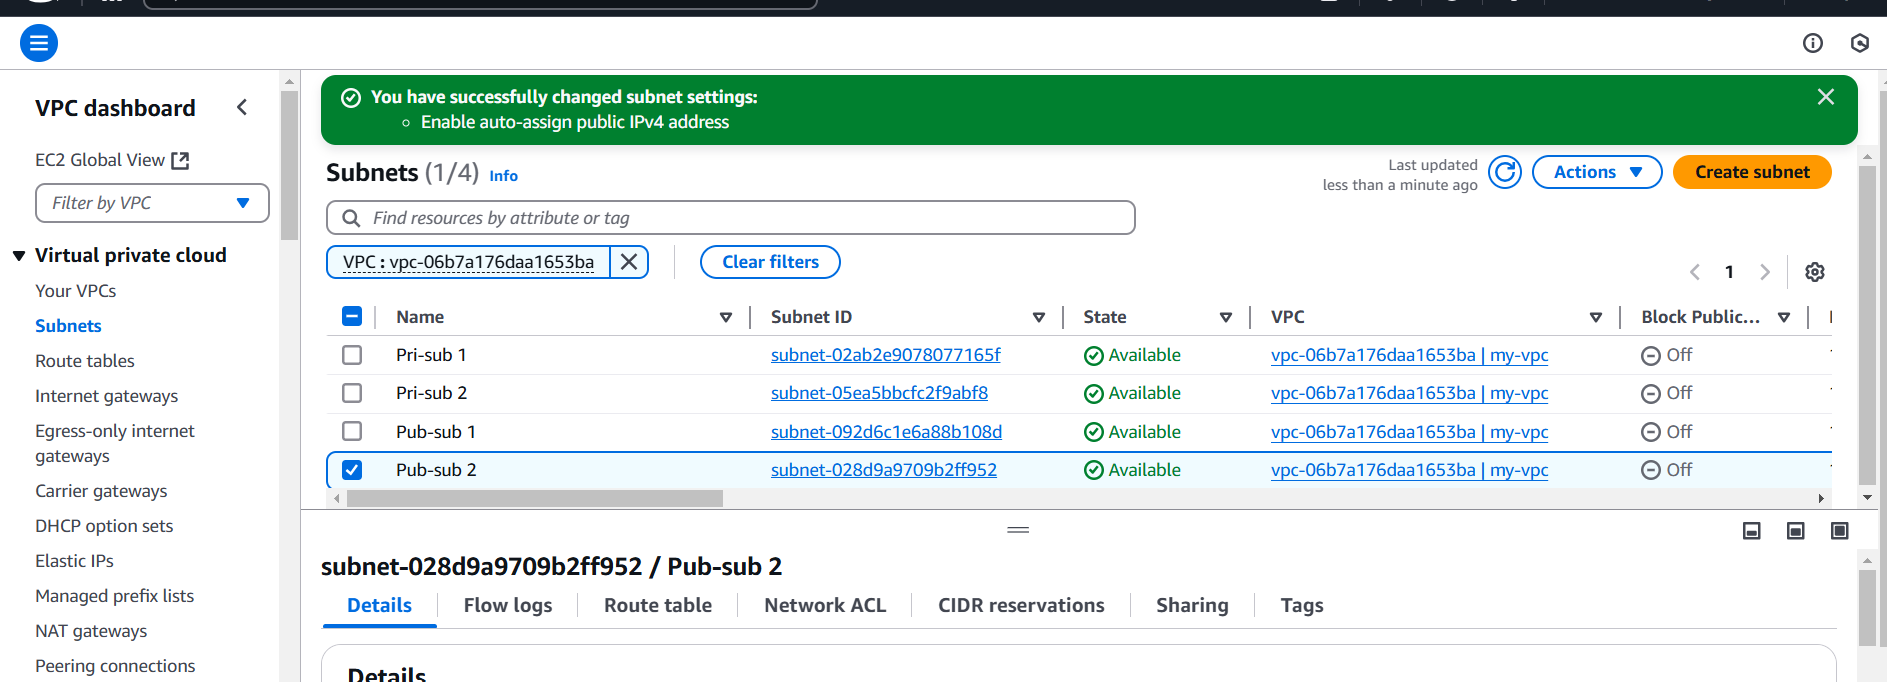 VPC dashboard
EC2 Global View
Filter by VPC
Virtual private cloud
Your VPCs
Subnets
Route tables
Internet gateways
Egress-only internet
gateways
Carrier gateways
DHCP option sets
Elastic IPs
Managed prefix lists
NAT gateways
Peering connections
You have successfully changed subnet settings:
Enable auto-assign public IPv4 address
Subnets (1/4) Info
Last updated
less than a minute ago
Actions
Create subnet
Find resources by attribute or tag
VPC : vpc-06b7a176daa1653ba
Clear filters
1
Name Subnet ID State VPC Block Public...
Pri-sub 1 subnet-02ab2e9078077165f Available vpc-06b7a176daa1653ba | my-vpc Off
Pri-sub 2 subnet-05ea5bbcfc2f9abf8 Available vpc-06b7a176daa1653ba | my-vpc Off
Pub-sub 1 subnet-092d6c1e6a88b108d Available vpc-06b7a176daa1653ba | my-vpc Off
Pub-sub 2 subnet-028d9a9709b2ff952 Available vpc-06b7a176daa1653ba | my-vpc Off
subnet-028d9a9709b2ff952 / Pub-sub 2
Details Flow logs Route table Network ACL CIDR reservations Sharing Tags
Details